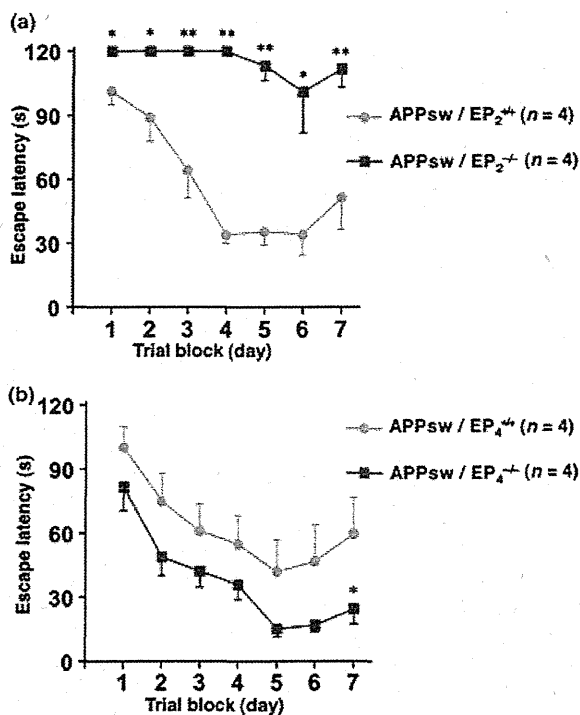 (a)
* * ** ** ** * **
120
90
60
30
0
Escape latency (s)
1 2 3 4 5 6 7
Trial block (day)
APPsw / EP₂⁺/⁺ (n = 4)
APPsw / EP₂⁻/⁻ (n = 4)
(b)
120
90
60
30
0
Escape latency (s)
*
1 2 3 4 5 6 7
Trial block (day)
APPsw / EP₄⁺/⁺ (n = 4)
APPsw / EP₄⁻/⁻ (n = 4)